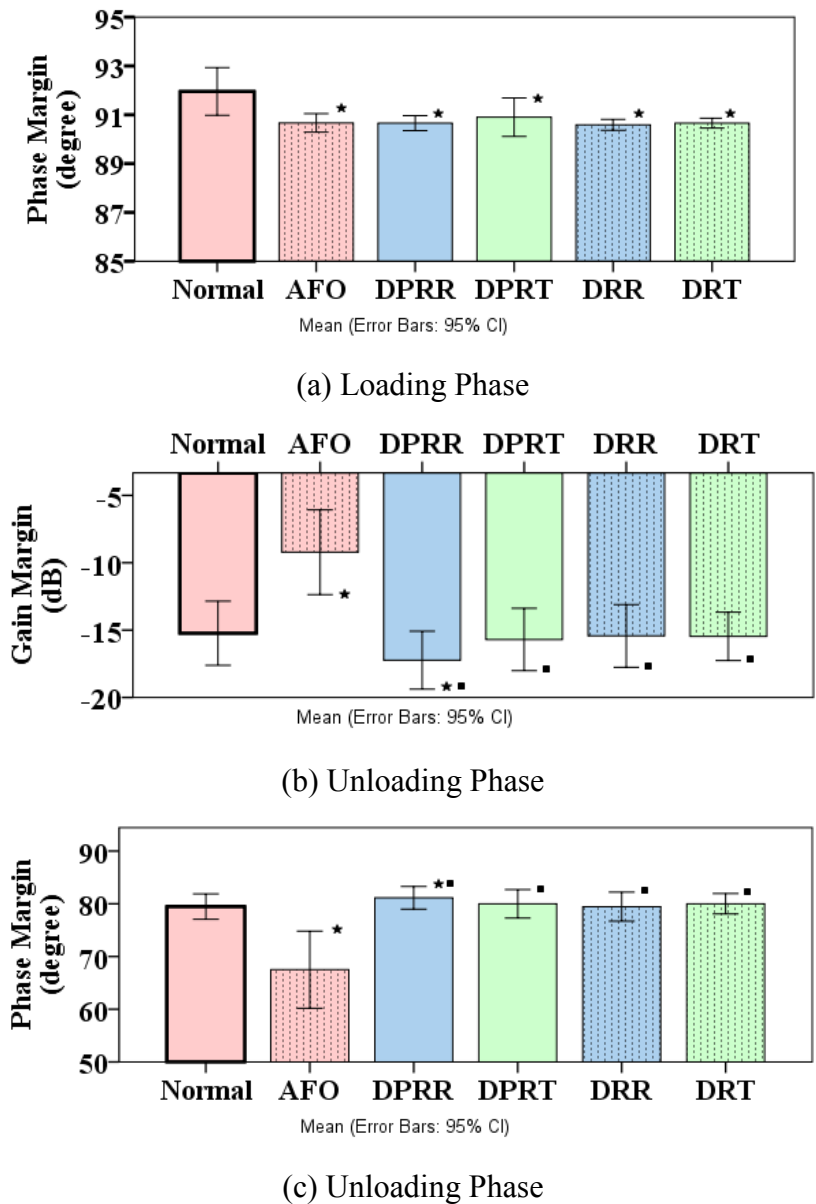 95
93
91
89
87
85
Phase Margin
(degree)
Normal AFO DPRR DPRT DRR DRT
Mean (Error Bars: 95% CI)
(a) Loading Phase
Normal AFO DPRR DPRT DRR DRT
-5
-10
-15
-20
Gain Margin
(dB)
Mean (Error Bars: 95% CI)
(b) Unloading Phase
90
80
70
60
50
Phase Margin
(degree)
Normal AFO DPRR DPRT DRR DRT
Mean (Error Bars: 95% CI)
(c) Unloading Phase